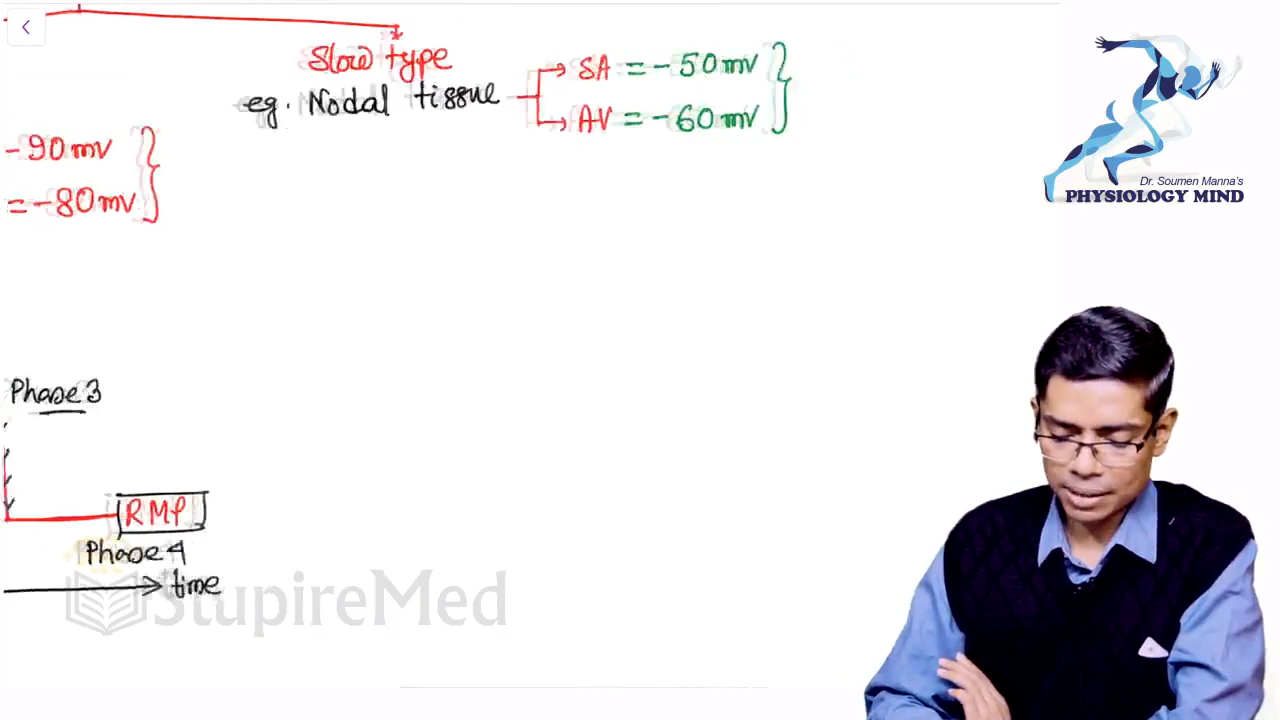 Slow type
eg. Nodal tissue
SA = -50mv
AV = -60mv
-90mv
= -80mv
Dr. Soumen Manna's
PHYSIOLOGY MIND
Phase 3
RMP
Phase 4
time
StupireMed